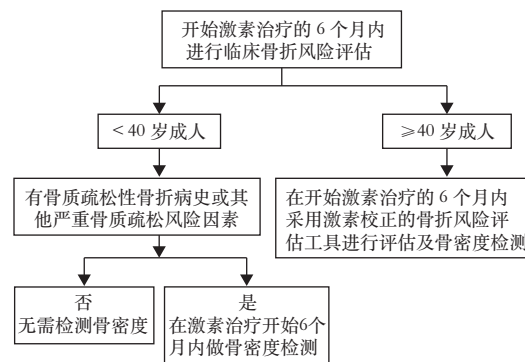 开始激素治疗的 6 个月内
进行临床骨折风险评估
<40 岁成人
≥40 岁成人
有骨质疏松性骨折病史或其
他严重骨质疏松风险因素
在开始激素治疗的 6 个月内
采用激素校正的骨折风险评
估工具进行评估及骨密度检测
否
无需检测骨密度
是
在激素治疗开始6个
月内做骨密度检测